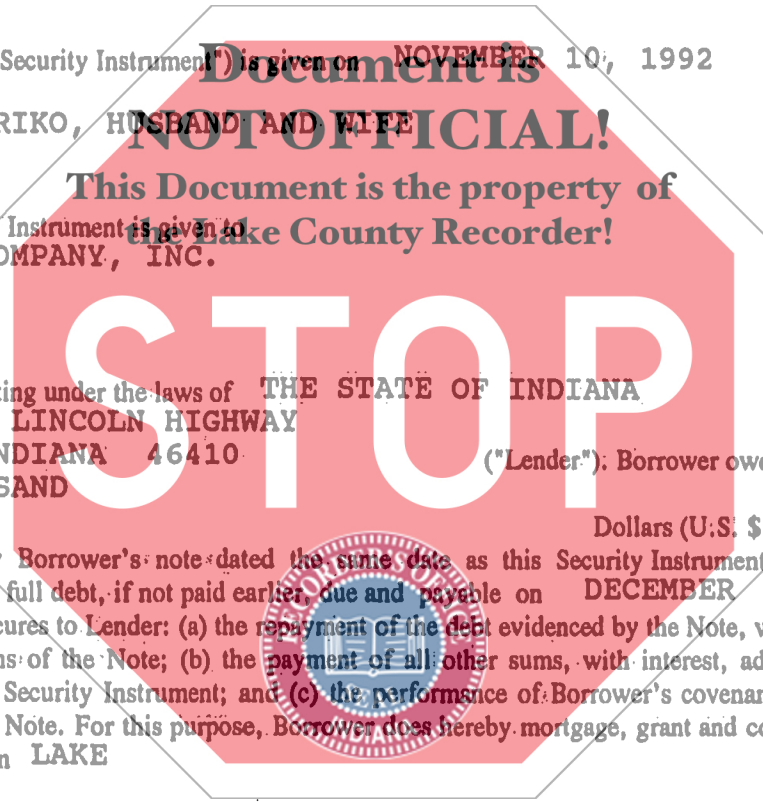 Security Instrument") is given on NOVEMBER 10, 1992
Document is
RIKO, HUSBAND AND WIFE
NOT OFFICIAL!
This Document is the property of
Instrument is given to
the Lake County Recorder!
OMPANY, INC.
STOP
ting under the laws of THE STATE OF INDIANA
LINCOLN HIGHWAY
NDIANA 46410 ("Lender"). Borrower owe
SAND
Dollars (U.S. $
Borrower's note dated the same date as this Security Instrument
full debt, if not paid earlier, due and payable on DECEMBER
cures to Lender: (a) the repayment of the debt evidenced by the Note, v
ns of the Note; (b) the payment of all other sums, with interest, ad
Security Instrument; and (c) the performance of Borrower's covenan
Note. For this purpose, Borrower does hereby mortgage, grant and co
n LAKE
INDIANA